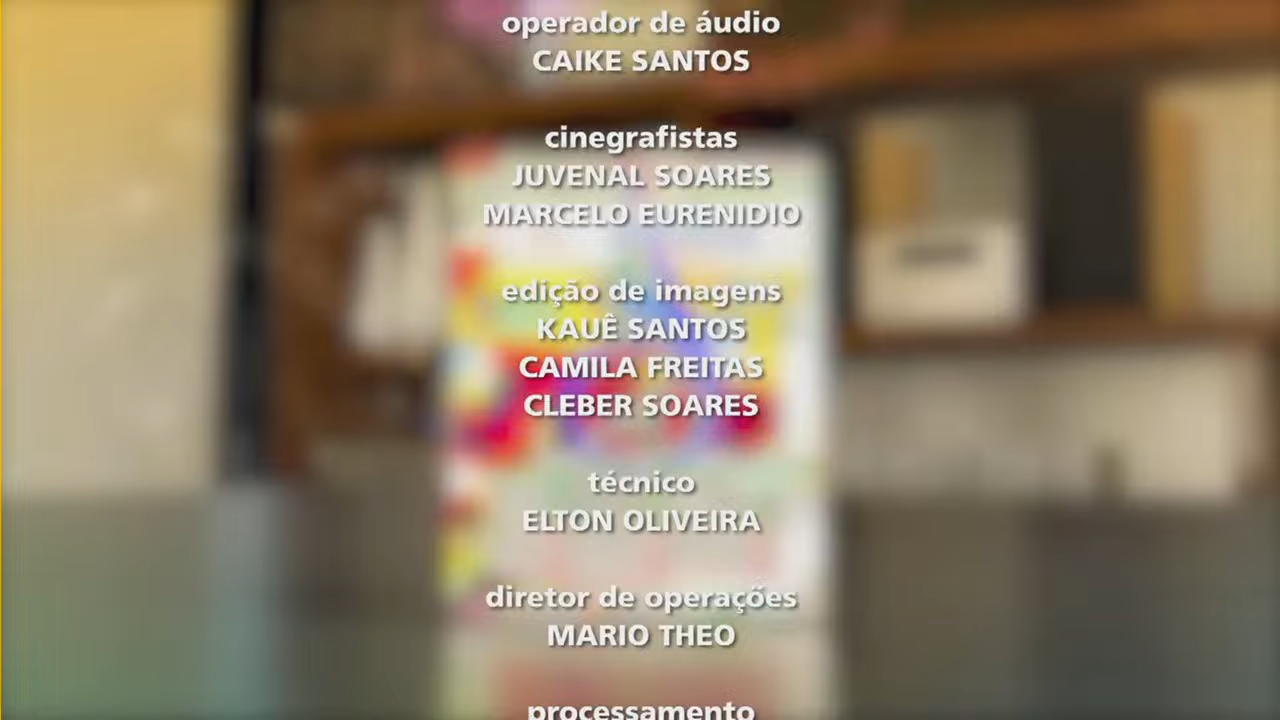 operador de áudio
CAIKE SANTOS
cinegrafistas
JUVENAL SOARES
MARCELO EURENIDIO
edição de imagens
KAUÊ SANTOS
CAMILA FREITAS
CLEBER SOARES
técnico
ELTON OLIVEIRA
diretor de operações
MARIO THEO
processamento